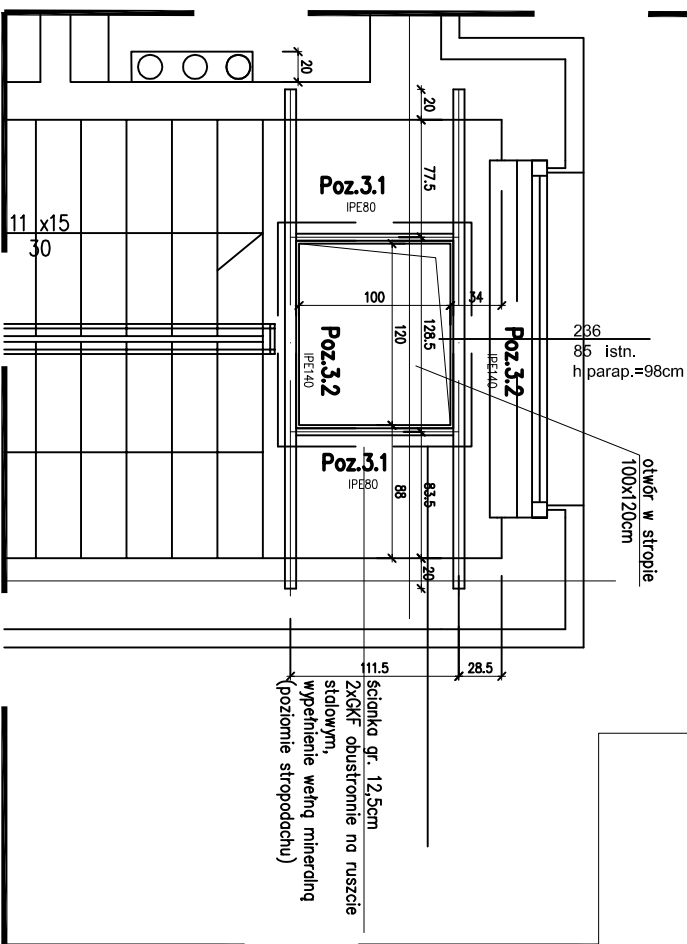 20
20
77.5
Poz.3.1
IPE80
11 x15
30
100
34
120
128.5
Poz.3.2
IPE140
Poz.3.2
IPE140
236
85 istn.
h parap.=98cm
Poz.3.1
IPE80
88
83.5
20
otwór w stropie
100x120cm
111.5
28.5
ścianka gr. 12,5cm
2xGKF obustronnie na ruszcie
stalowym,
wypełnienie wełną mineralną
(poziomie stropodachu)